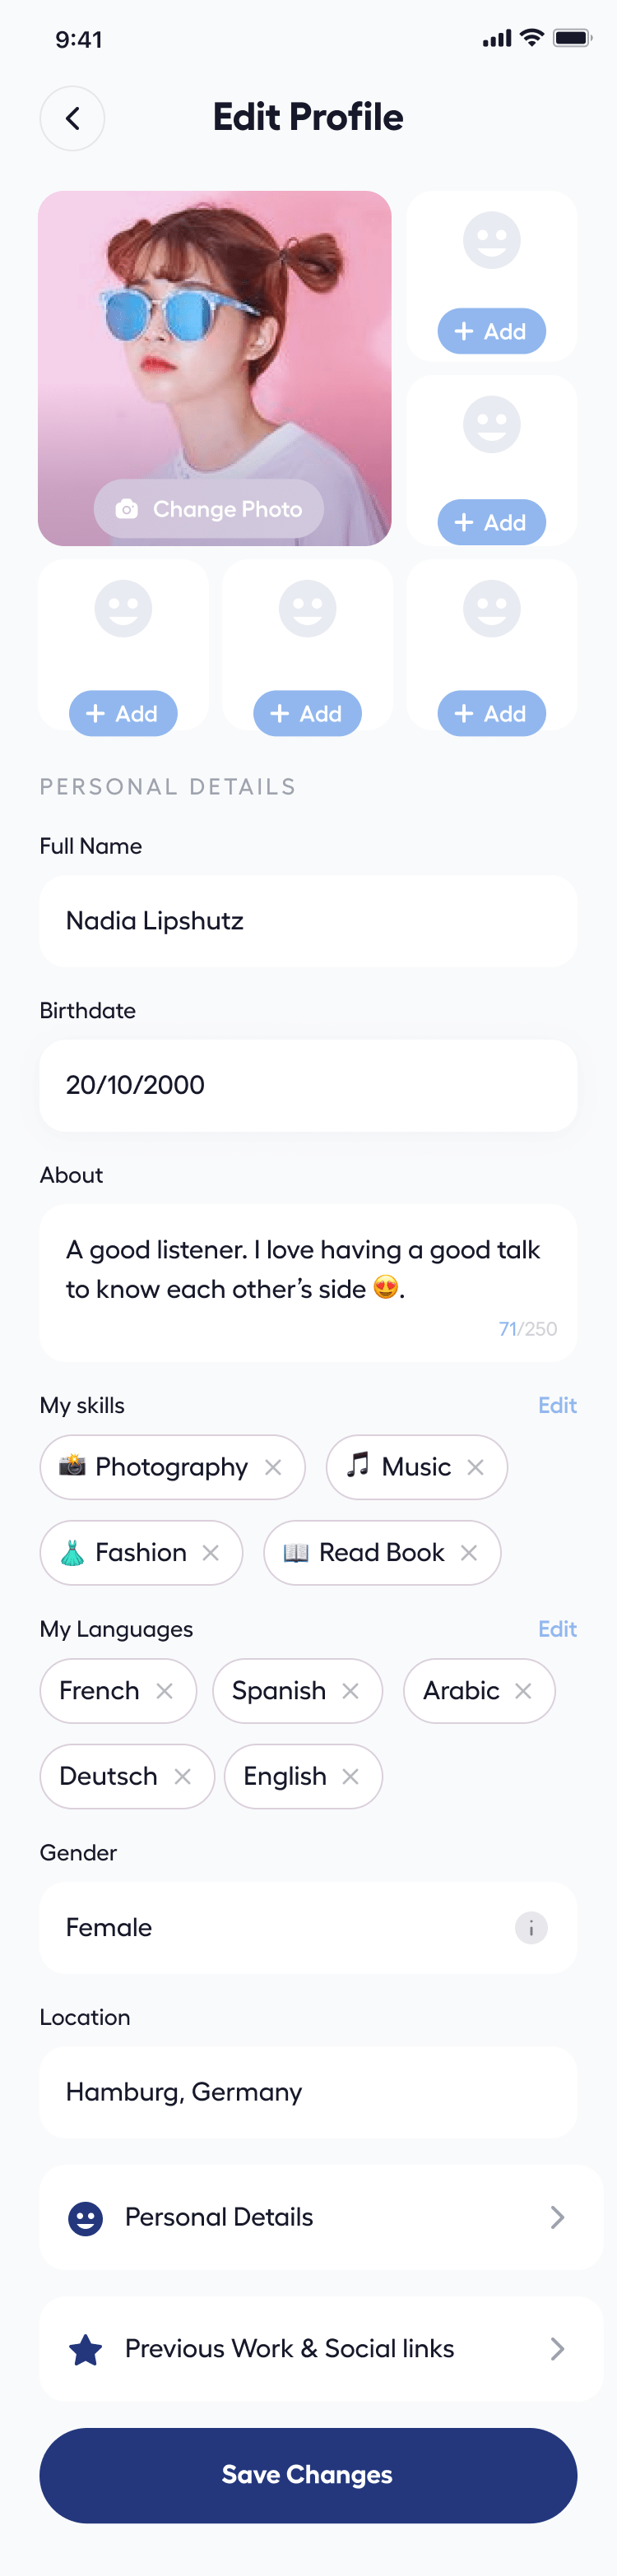 9:41
Edit Profile
+ Add
+ Add
Change Photo
+ Add
+ Add
+ Add
PERSONAL DETAILS
Full Name
Nadia Lipshutz
Birthdate
20/10/2000
About
A good listener. I love having a good talk
to know each other’s side 😍.
71/250
My skills Edit
📸 Photography ×
🎵 Music ×
👗 Fashion ×
📖 Read Book ×
My Languages Edit
French ×
Spanish ×
Arabic ×
Deutsch ×
English ×
Gender
Female i
Location
Hamburg, Germany
Personal Details
Previous Work & Social links
Save Changes